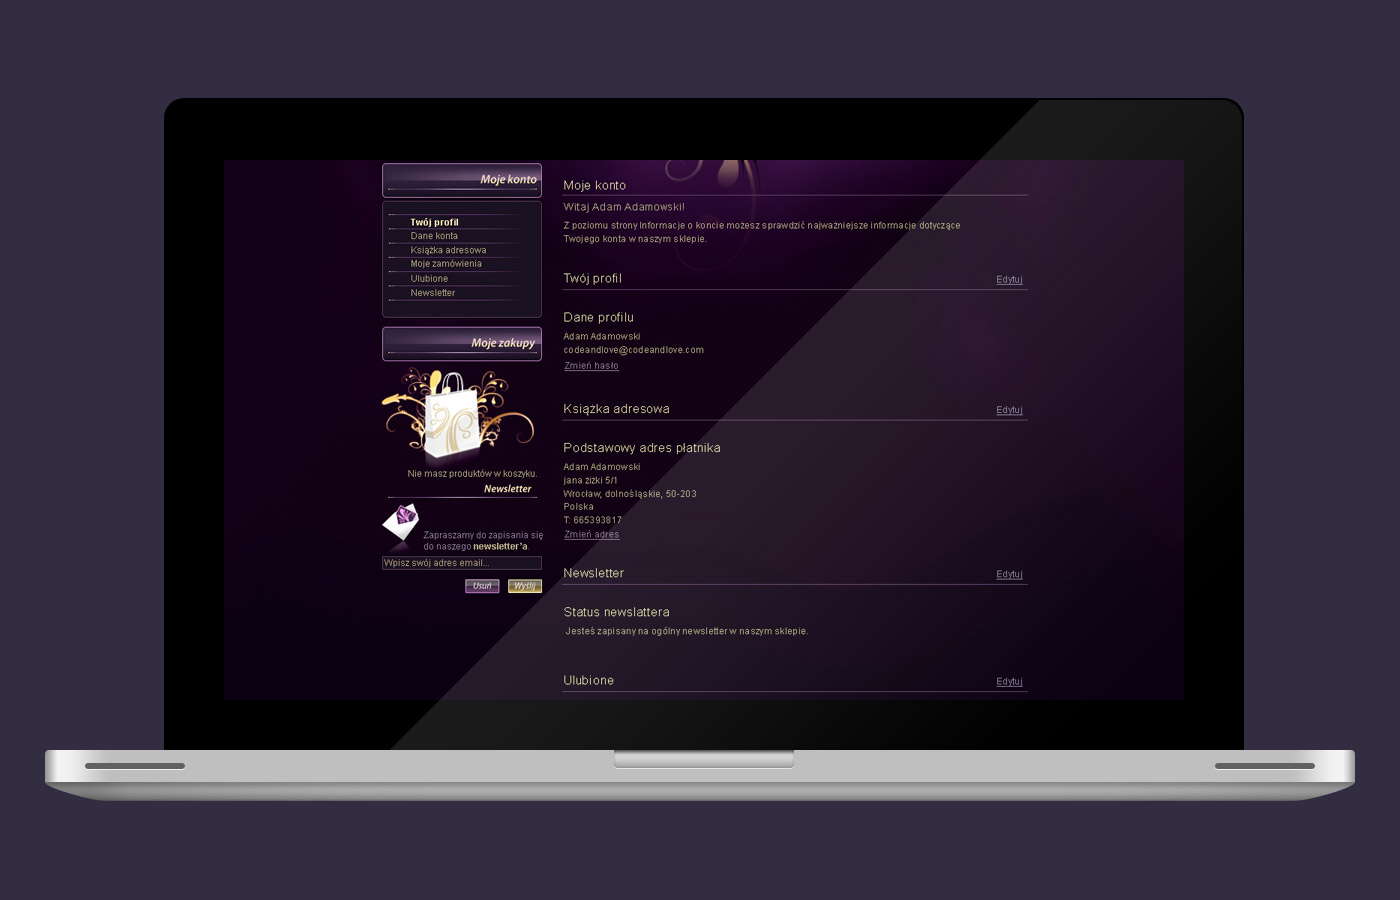 Moje konto
Twój profil
Dane konta
Książka adresowa
Moje zamówienia
Ulubione
Newsletter
Moje zakupy
Nie masz produktów w koszyku.
Newsletter
Zapraszamy do zapisania się
do naszego newsletter'a.
Wpisz swój adres email...
Usuń
Wyślij
Moje konto
Witaj Adam Adamowski!
Z poziomu strony Informacje o koncie możesz sprawdzić najważniejsze informacje dotyczące
Twojego konta w naszym sklepie.
Twój profil
Edytuj
Dane profilu
Adam Adamowski
codeandlove@codeandlove.com
Zmień hasło
Książka adresowa
Edytuj
Podstawowy adres płatnika
Adam Adamowski
jana żiżki 5/1
Wrocław, dolnośląskie, 50-203
Polska
T: 665393817
Zmień adres
Newsletter
Edytuj
Status newslattera
Jesteś zapisany na ogólny newsletter w naszym sklepie.
Ulubione
Edytuj